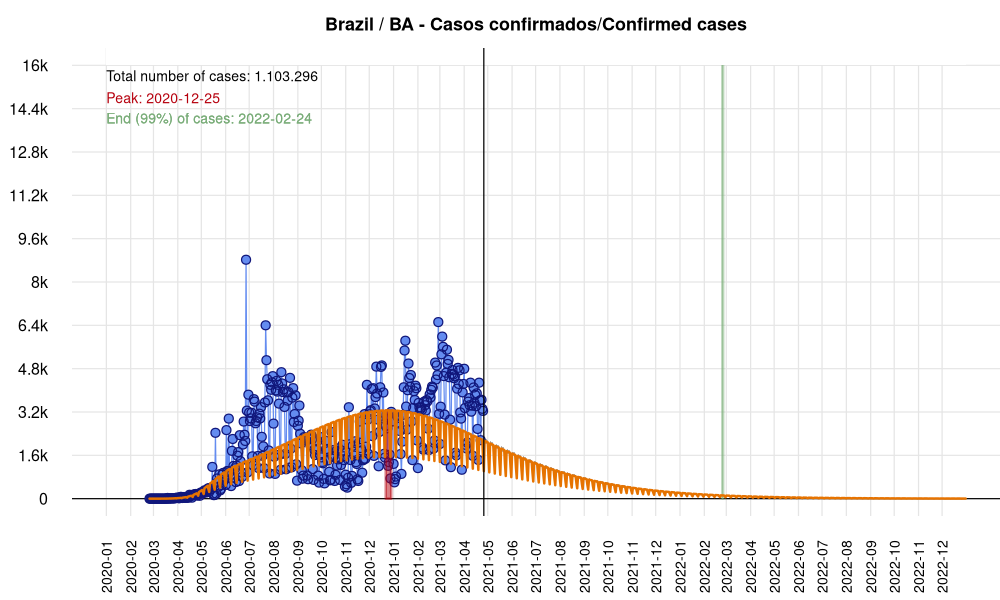 Brazil / BA - Casos confirmados/Confirmed cases
Total number of cases: 1.103.296
Peak: 2020-12-25
End (99%) of cases: 2022-02-24
16k
14.4k
12.8k
11.2k
9.6k
8k
6.4k
4.8k
3.2k
1.6k
0
2020-01
2020-02
2020-03
2020-04
2020-05
2020-06
2020-07
2020-08
2020-09
2020-10
2020-11
2020-12
2021-01
2021-02
2021-03
2021-04
2021-05
2021-06
2021-07
2021-08
2021-09
2021-10
2021-11
2021-12
2022-01
2022-02
2022-03
2022-04
2022-05
2022-06
2022-07
2022-08
2022-09
2022-10
2022-11
2022-12